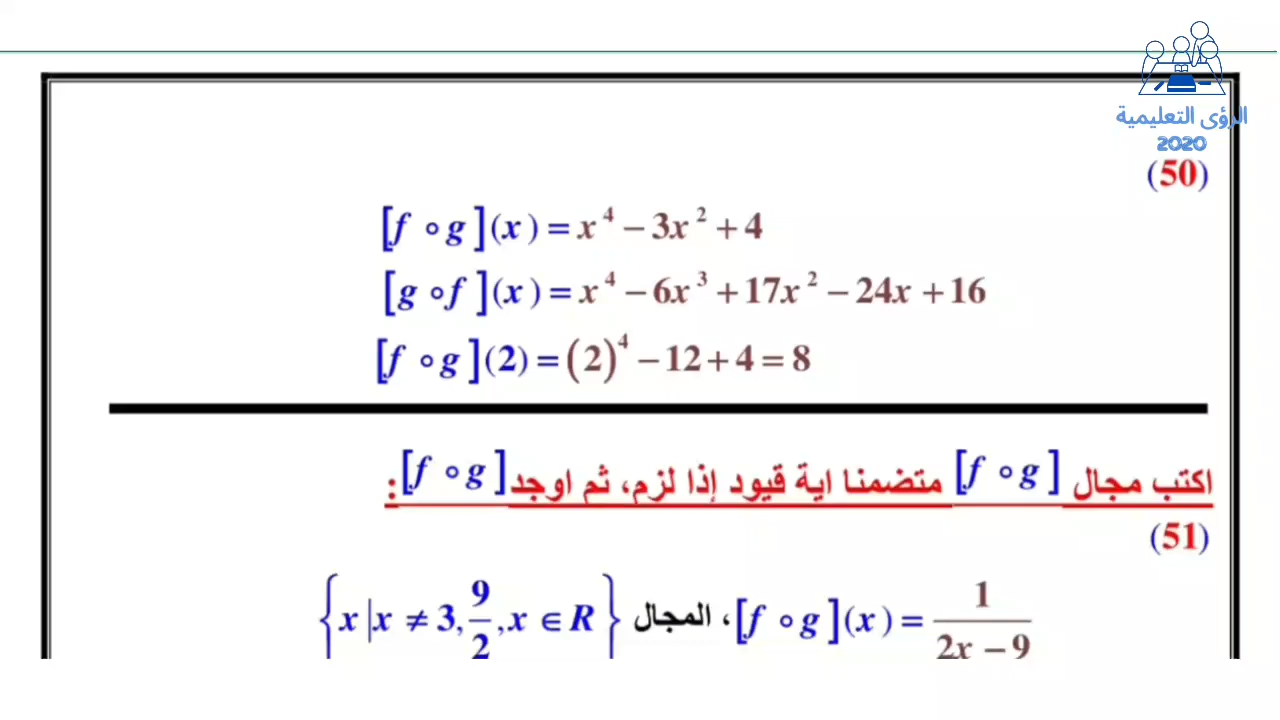 الرؤى التعليمية
2020
(50)
[f ∘ g](x) = x⁴ − 3x² + 4
[g ∘ f](x) = x⁴ − 6x³ + 17x² − 24x + 16
[f ∘ g](2) = (2)⁴ − 12 + 4 = 8
اكتب مجال [f ∘ g] متضمنا اية قيود إذا لزم، ثم اوجد [f ∘ g]:
(51)
[f ∘ g](x) = 1/(2x − 9) ، المجال {x | x ≠ 3, 9/2, x ∈ R}